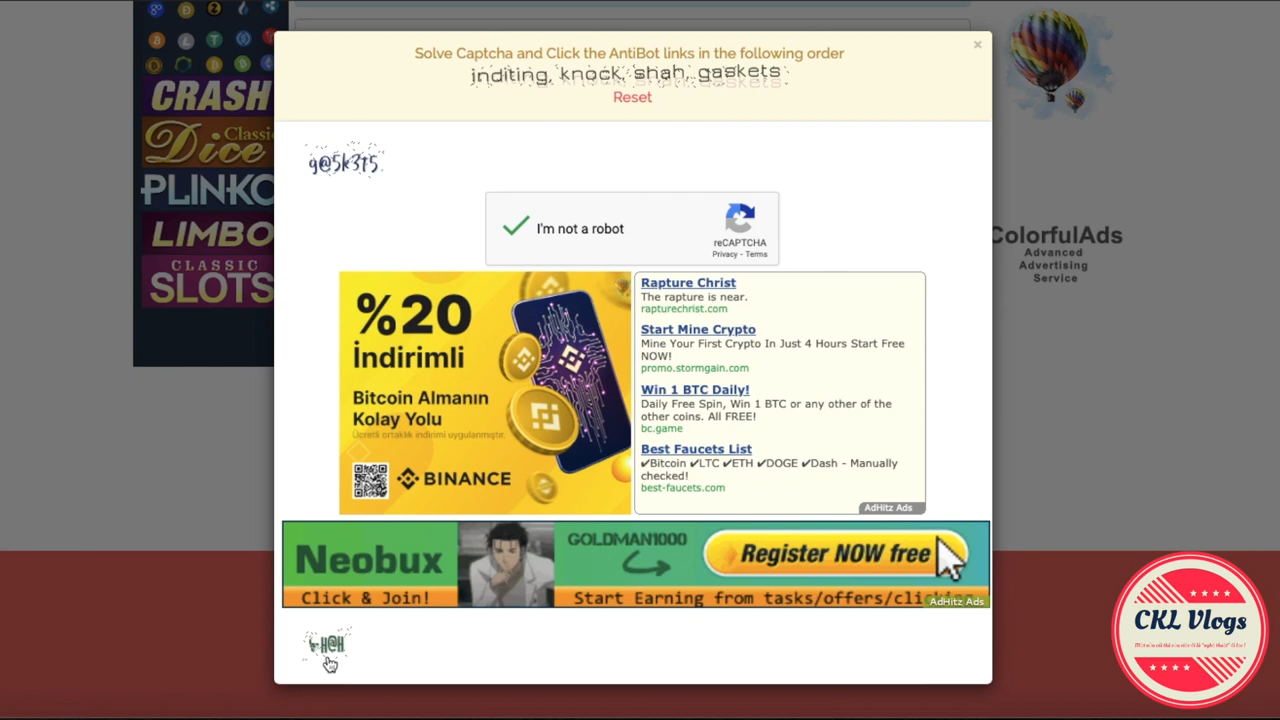 CRASH
Classic
Dice
PLINKO
LIMBO
CLASSIC
SLOTS
Solve Captcha and Click the AntiBot links in the following order
×
inditing, knock, shah, gaskets
Reset
g@5k3t5
I'm not a robot
reCAPTCHA
Privacy - Terms
%20
İndirimli
Bitcoin Almanın
Kolay Yolu
Ücretli ortaklık indirimi uygulanmıştır.
BINANCE
Rapture Christ
The rapture is near.
rapturechrist.com
Start Mine Crypto
Mine Your First Crypto In Just 4 Hours Start Free
NOW!
promo.stormgain.com
Win 1 BTC Daily!
Daily Free Spin, Win 1 BTC or any other of the
other coins. All FREE!
bc.game
Best Faucets List
✔Bitcoin ✔LTC ✔ETH ✔DOGE ✔Dash - Manually
checked!
best-faucets.com
AdHitz Ads
Neobux
Click & Join!
GOLDMAN1000
Register NOW free
Start Earning from tasks/offers/clicking
AdHitz Ads
H@H
ColorfulAds
Advanced
Advertising
Service
CKL Vlogs